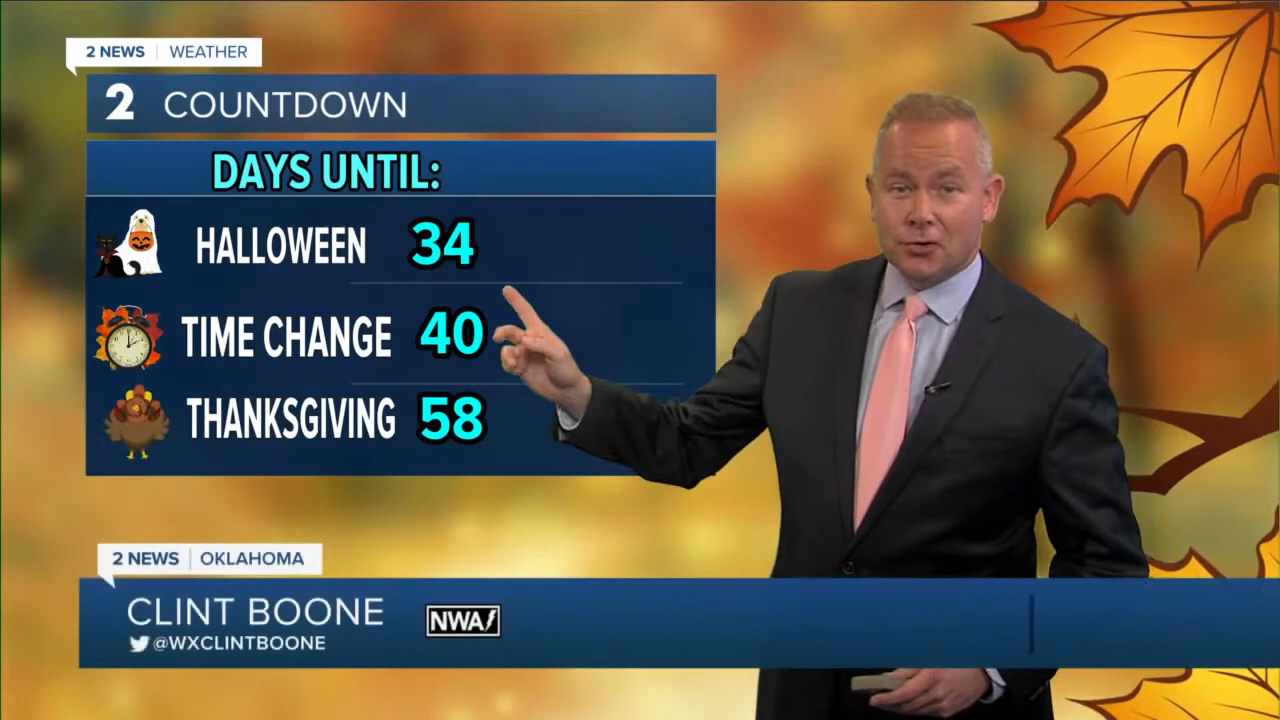 2 NEWS | WEATHER
2 COUNTDOWN
DAYS UNTIL:
HALLOWEEN 34
TIME CHANGE 40
THANKSGIVING 58
2 NEWS | OKLAHOMA
CLINT BOONE NWA
@WXCLINTBOONE